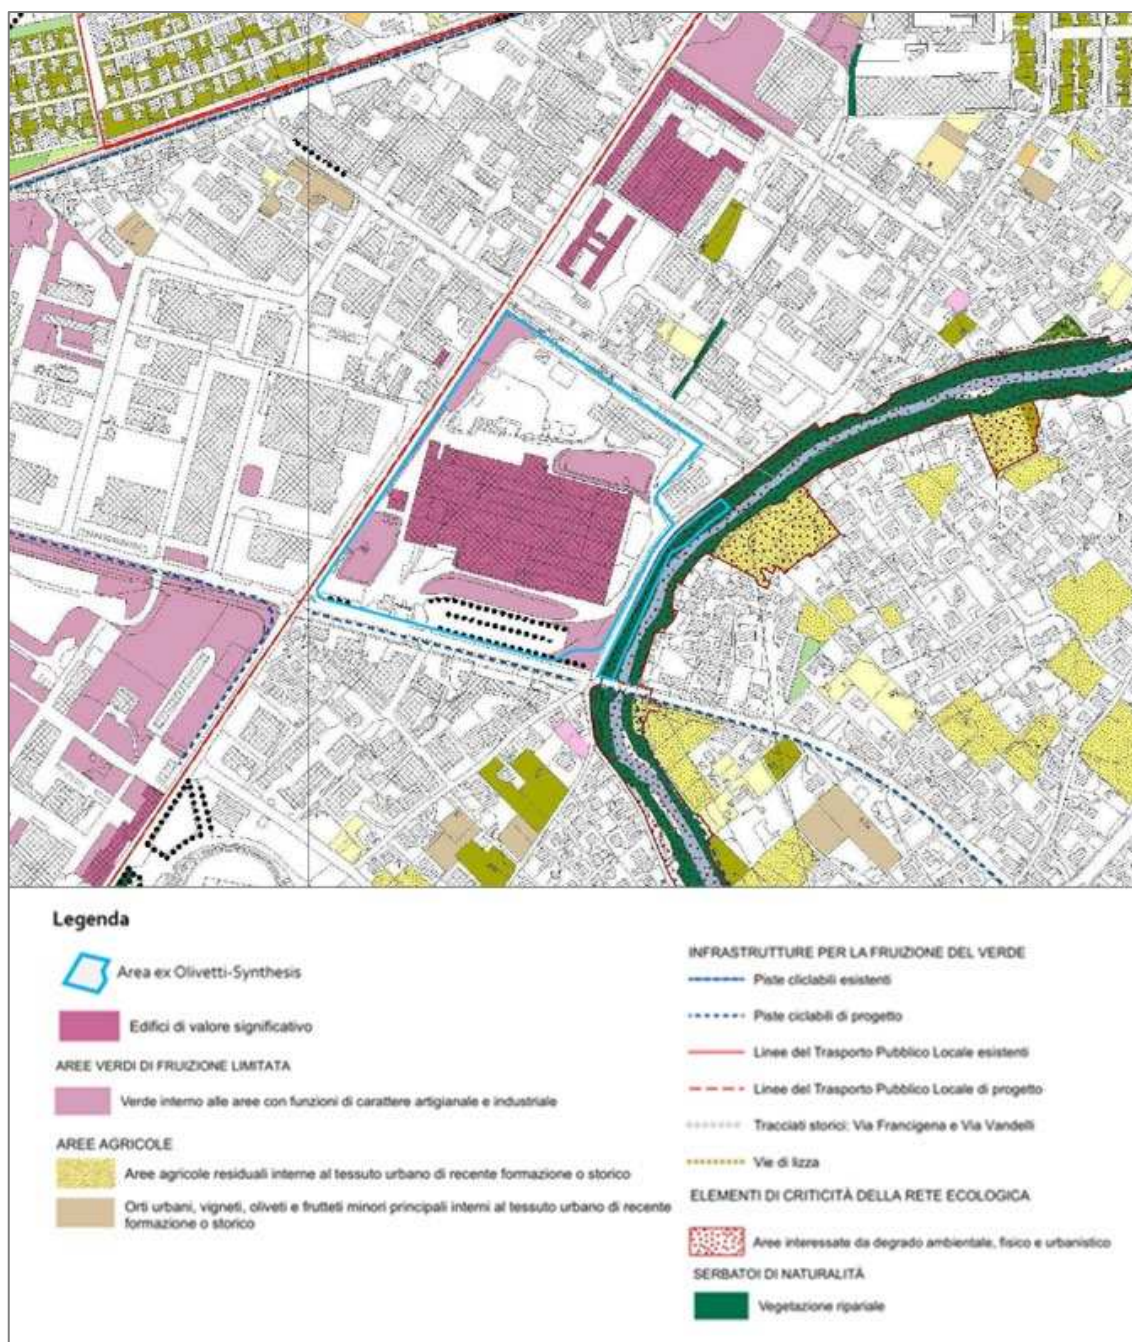 Legenda
Area ex Olivetti-Synthesis
Edifici di valore significativo
AREE VERDI DI FRUIZIONE LIMITATA
Verde interno alle aree con funzioni di carattere artigianale e industriale
AREE AGRICOLE
Aree agricole residuali interne al tessuto urbano di recente formazione o storico
Orti urbani, vigneti, oliveti e frutteti minori principali interni al tessuto urbano di recente
formazione o storico
INFRASTRUTTURE PER LA FRUIZIONE DEL VERDE
Piste cliclabili esistenti
Piste ciclabili di progetto
Linee del Trasporto Pubblico Locale esistenti
Linee del Trasporto Pubblico Locale di progetto
Tracciati storici: Via Francigena e Via Vandelli
Vie di lizza
ELEMENTI DI CRITICITÀ DELLA RETE ECOLOGICA
Aree interessate da degrado ambientale, fisico e urbanistico
SERBATOI DI NATURALITÀ
Vegetazione ripariale